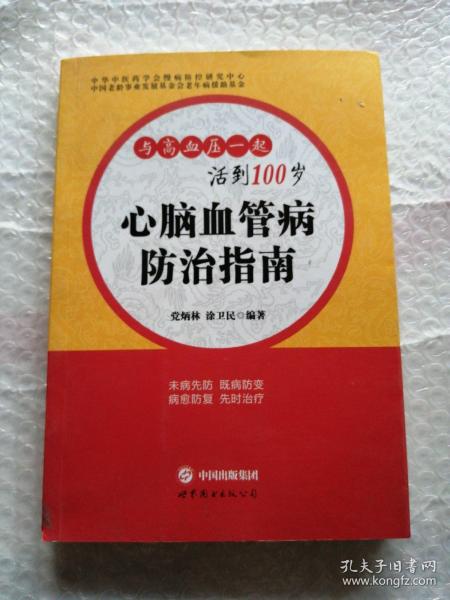 中华中医药学会慢病防控研究中心
中国老龄事业发展基金会老年病援助基金
与高血压一起
活到100岁
心脑血管病
防治指南
党炳林 涂卫民◎编著
未病先防 既病防变
病愈防复 先时治疗
中国出版集团
世界图书出版公司
孔夫子旧书网
www.kongfz.com